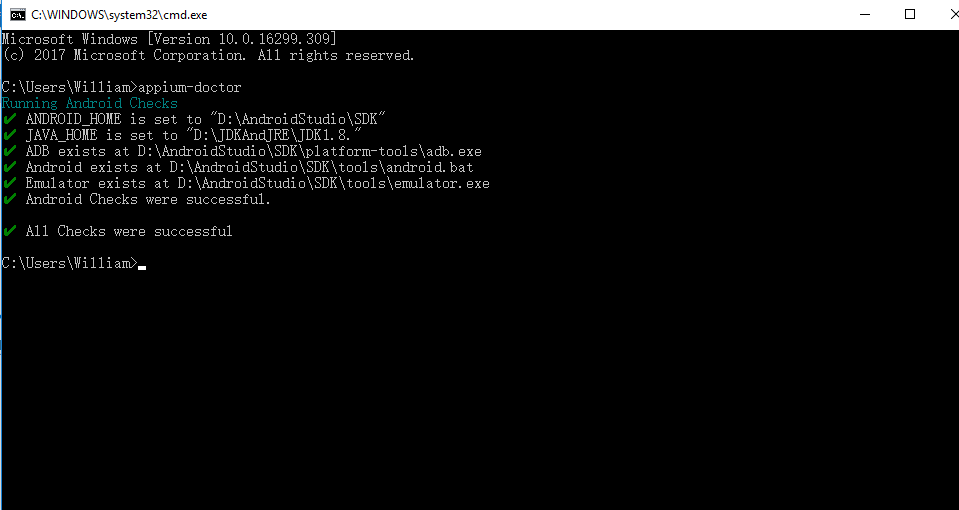 C:\WINDOWS\system32\cmd.exe
Microsoft Windows [Version 10.0.16299.309]
(c) 2017 Microsoft Corporation. All rights reserved.
C:\Users\William>appium-doctor
Running Android Checks
✔ ANDROID_HOME is set to "D:\AndroidStudio\SDK"
✔ JAVA_HOME is set to "D:\JDKAndJRE\JDK1.8."
✔ ADB exists at D:\AndroidStudio\SDK\platform-tools\adb.exe
✔ Android exists at D:\AndroidStudio\SDK\tools\android.bat
✔ Emulator exists at D:\AndroidStudio\SDK\tools\emulator.exe
✔ Android Checks were successful.
✔ All Checks were successful
C:\Users\William>